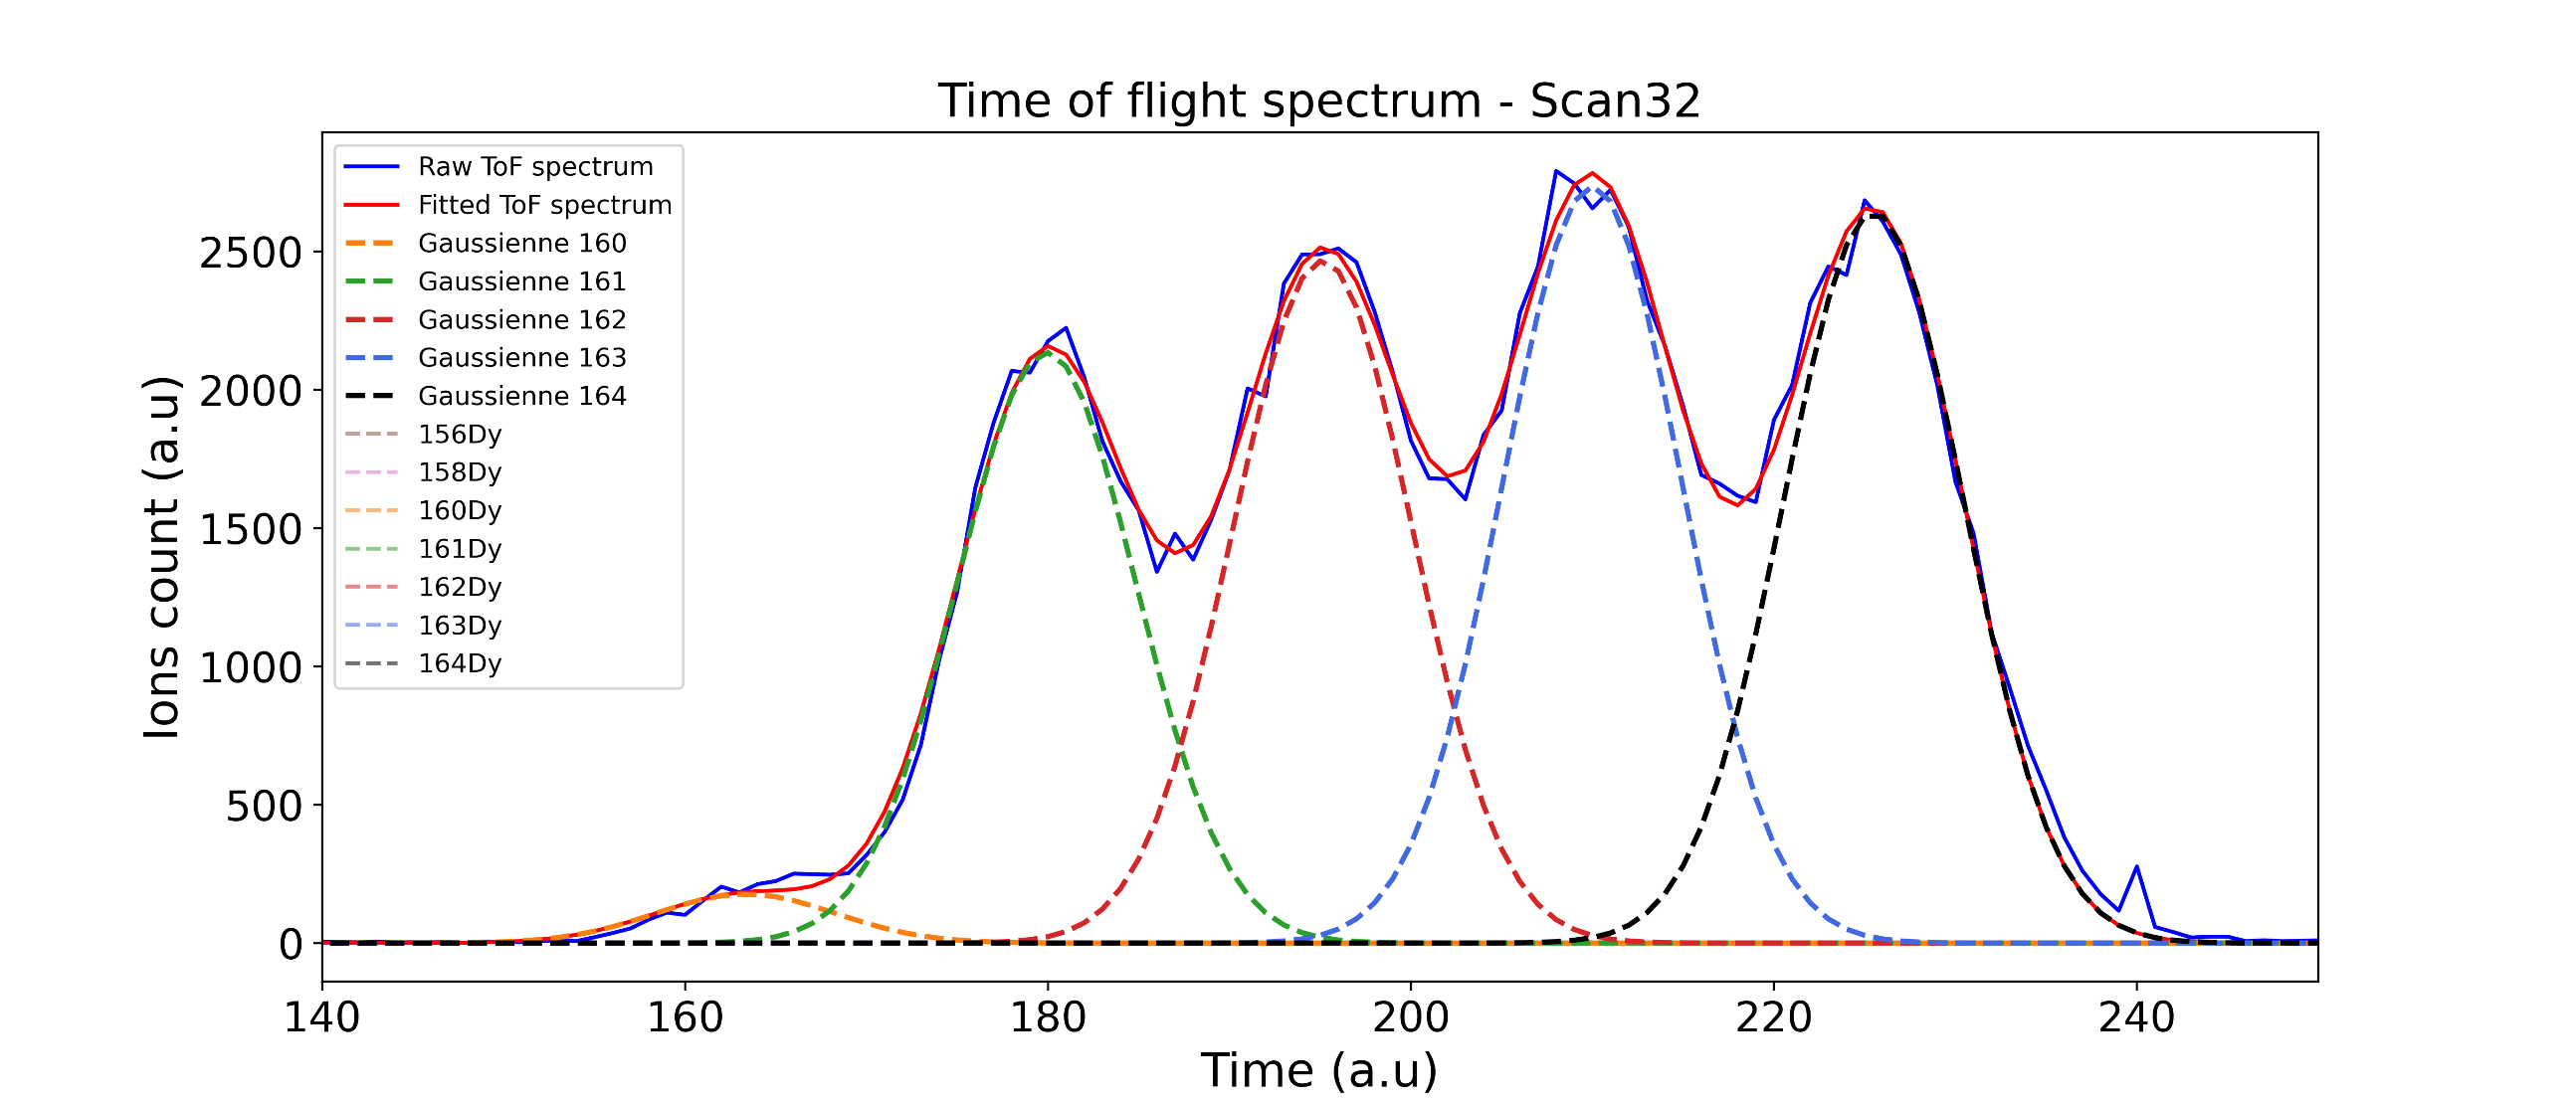 Time of flight spectrum - Scan32
Raw ToF spectrum
Fitted ToF spectrum
Gaussienne 160
Gaussienne 161
Gaussienne 162
Gaussienne 163
Gaussienne 164
156Dy
158Dy
160Dy
161Dy
162Dy
163Dy
164Dy
Ions count (a.u)
2500
2000
1500
1000
500
0
140 160 180 200 220 240
Time (a.u)